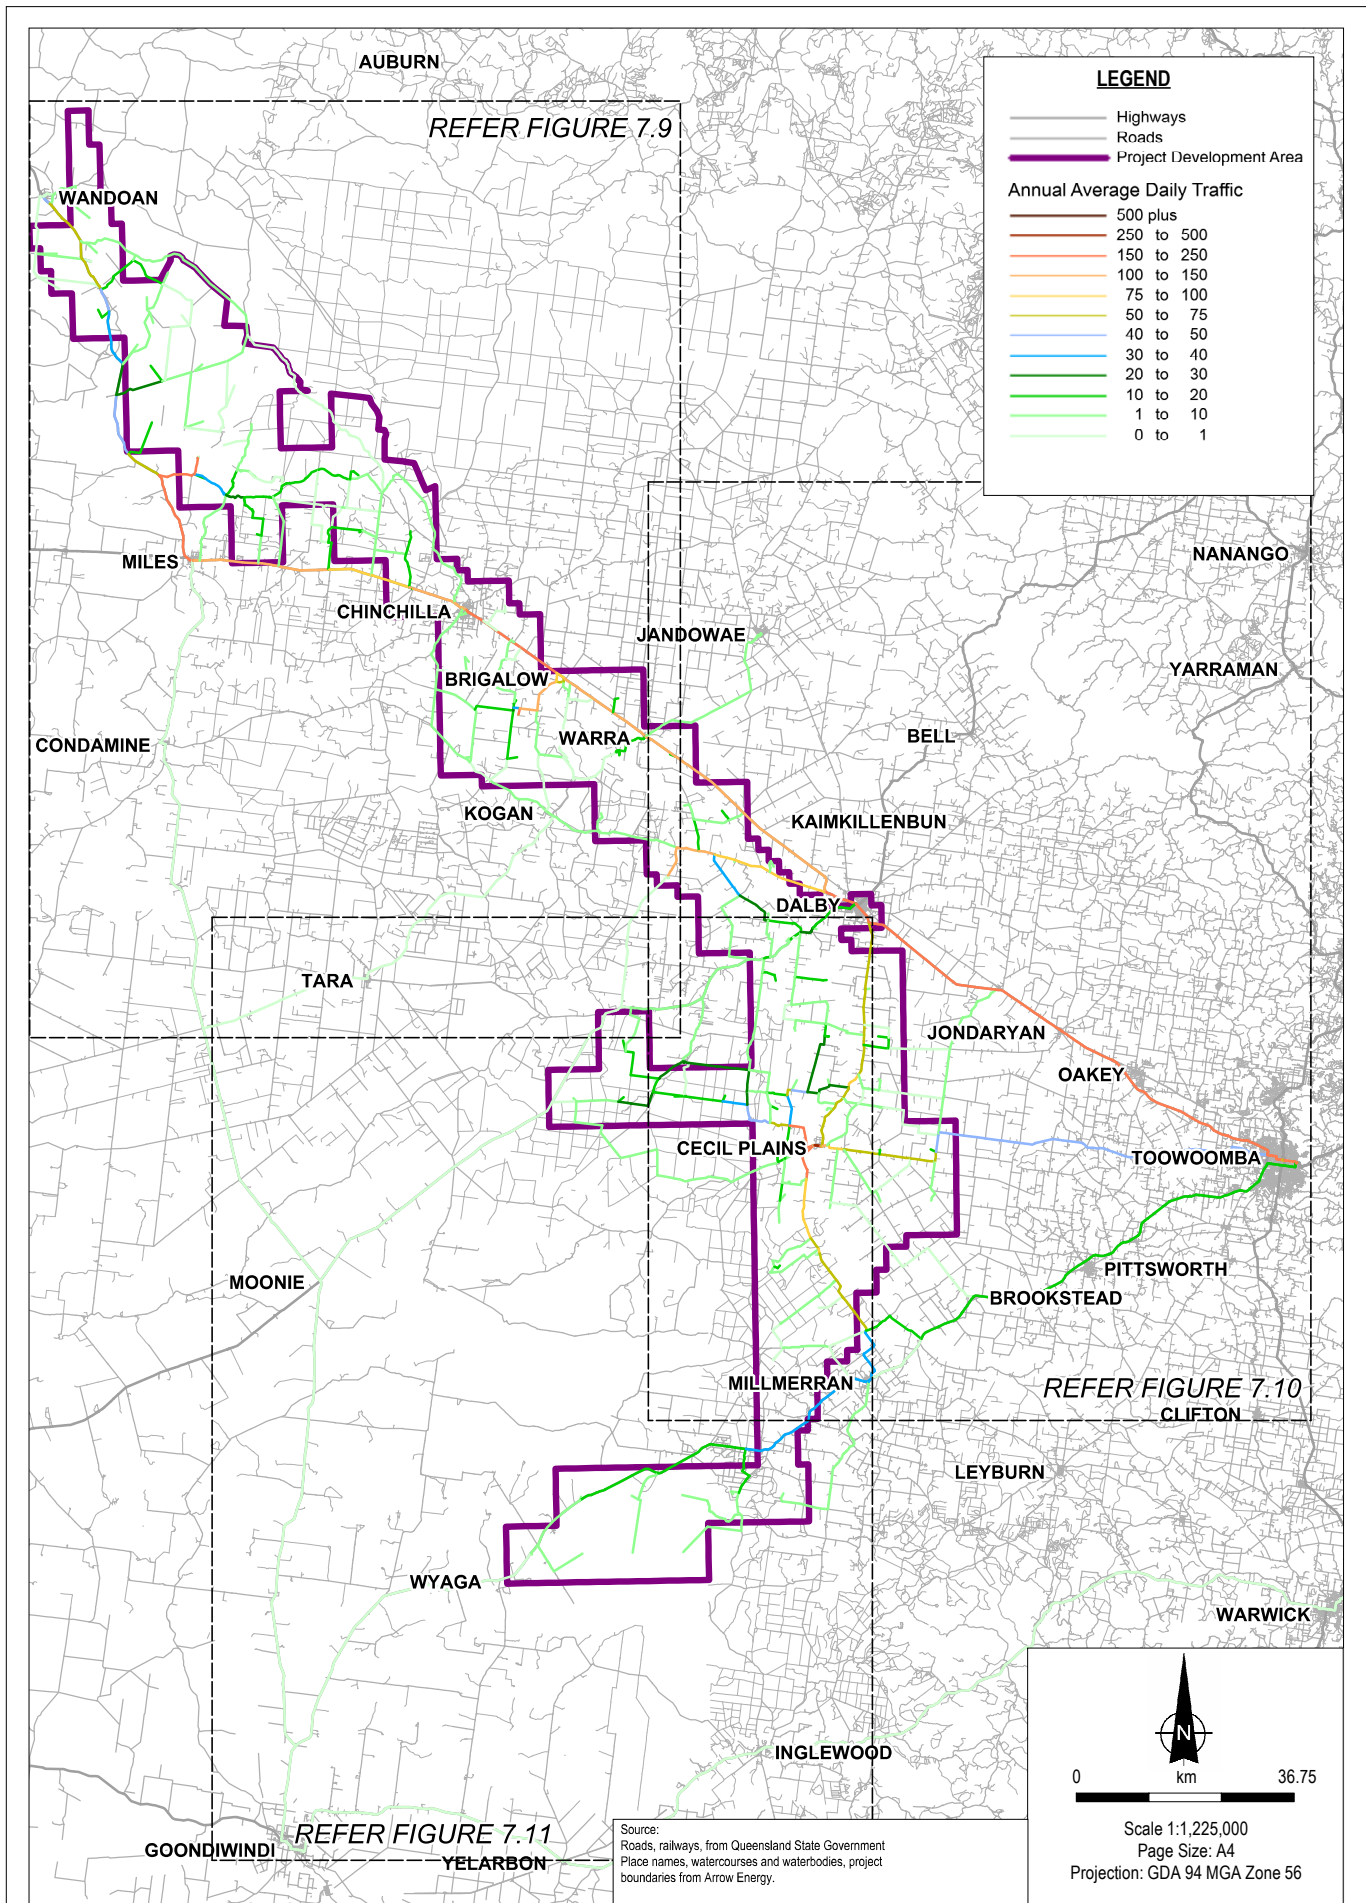 AUBURN
LEGEND
Highways
Roads
Project Development Area
Annual Average Daily Traffic
500 plus
250 to 500
150 to 250
100 to 150
75 to 100
50 to 75
40 to 50
30 to 40
20 to 30
10 to 20
1 to 10
0 to 1
REFER FIGURE 7.9
WANDOAN
NANANGO
MILES
CHINCHILLA
JANDOWAE
YARRAMAN
BRIGALOW
CONDAMINE
WARRA
BELL
KOGAN
KAIMKILLENBUN
DALBY
TARA
JONDARYAN
OAKEY
CECIL PLAINS
TOOWOOMBA
PITTSWORTH
MOONIE
BROOKSTEAD
MILLMERRAN
REFER FIGURE 7.10
CLIFTON
LEYBURN
WYAGA
WARWICK
INGLEWOOD
REFER FIGURE 7.11
GOONDIWINDI
YELARBON
N
0 km 36.75
Scale 1:1,225,000
Page Size: A4
Projection: GDA 94 MGA Zone 56
Source:
Roads, railways, from Queensland State Government
Place names, watercourses and waterbodies, project
boundaries from Arrow Energy.